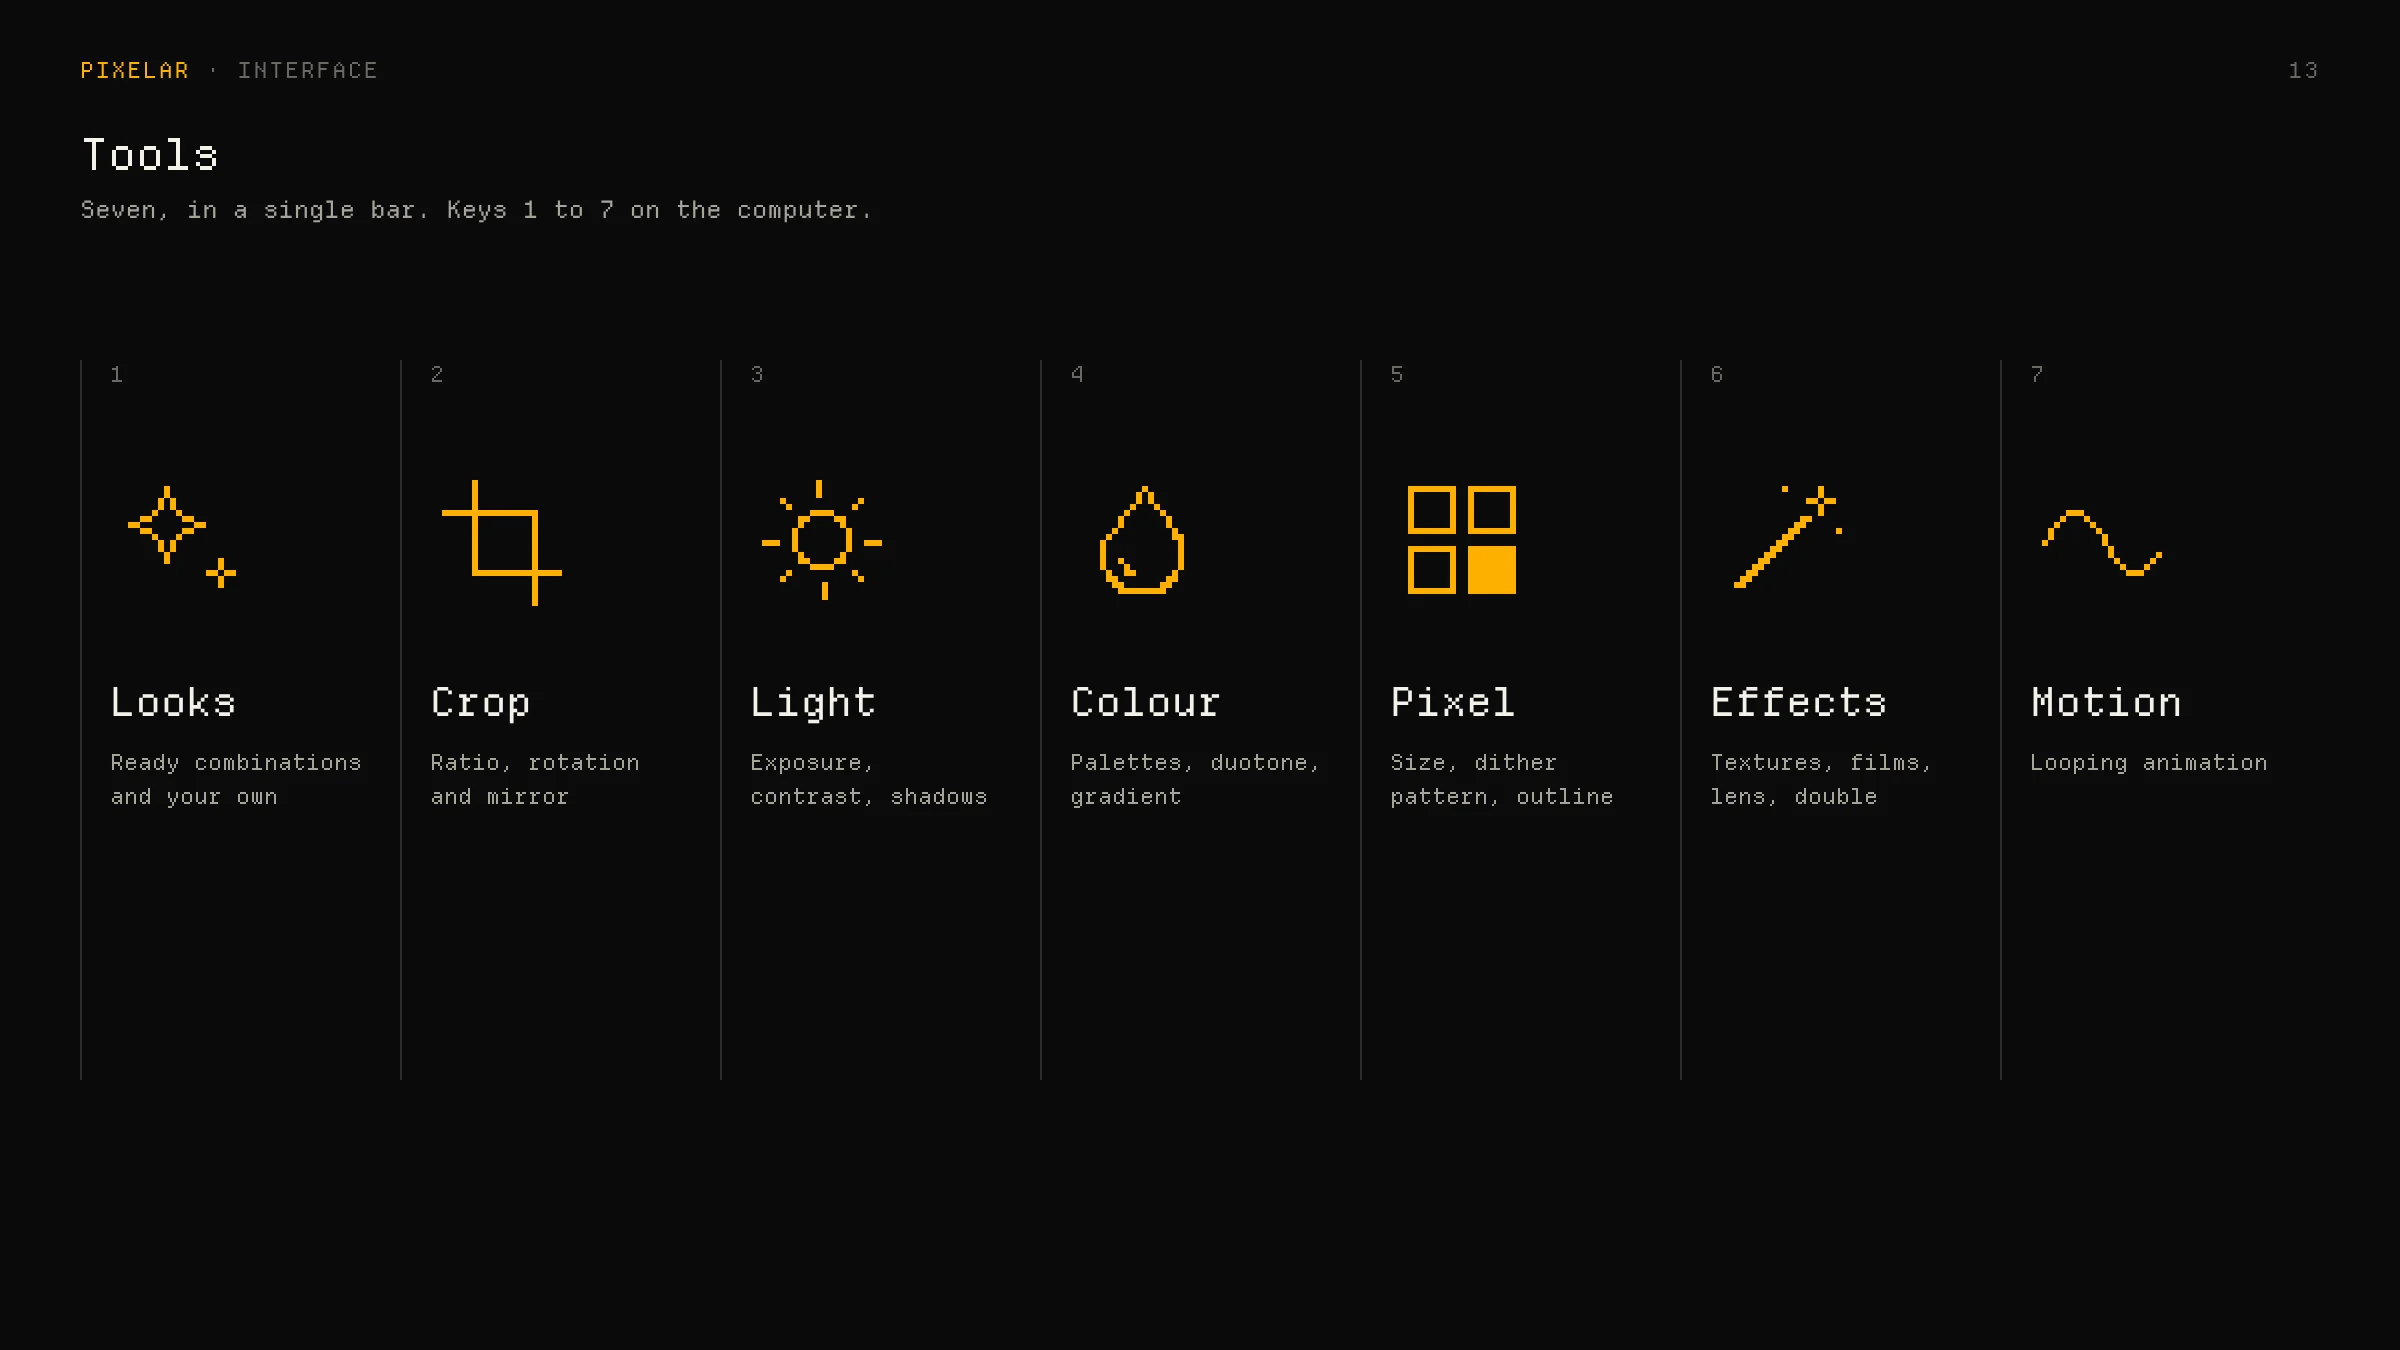 PIXELAR · INTERFACE
13
Tools
Seven, in a single bar. Keys 1 to 7 on the computer.
1
2
3
4
5
6
7
Looks
Crop
Light
Colour
Pixel
Effects
Motion
Ready combinations
and your own
Ratio, rotation
and mirror
Exposure,
contrast, shadows
Palettes, duotone,
gradient
Size, dither
pattern, outline
Textures, films,
lens, double
Looping animation